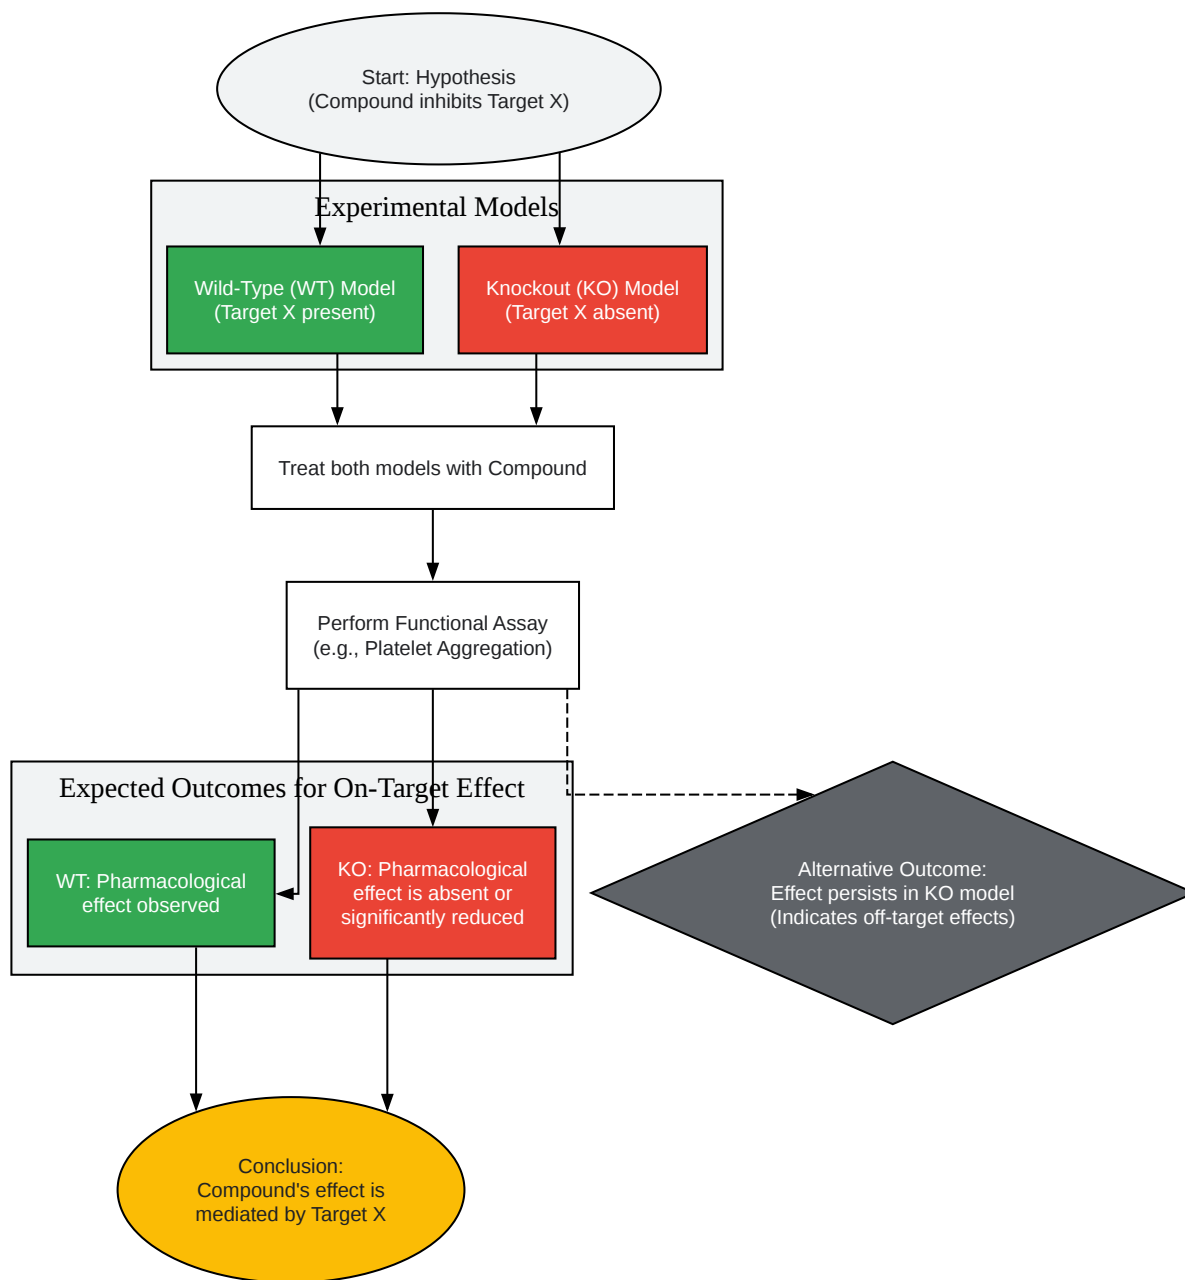 Start: Hypothesis
(Compound inhibits Target X)
Experimental Models
Wild-Type (WT) Model
(Target X present)
Knockout (KO) Model
(Target X absent)
Treat both models with Compound
Perform Functional Assay
(e.g., Platelet Aggregation)
Expected Outcomes for On-Target Effect
WT: Pharmacological
effect observed
KO: Pharmacological
effect is absent or
significantly reduced
Alternative Outcome:
Effect persists in KO model
(Indicates off-target effects)
Conclusion:
Compound's effect is
mediated by Target X